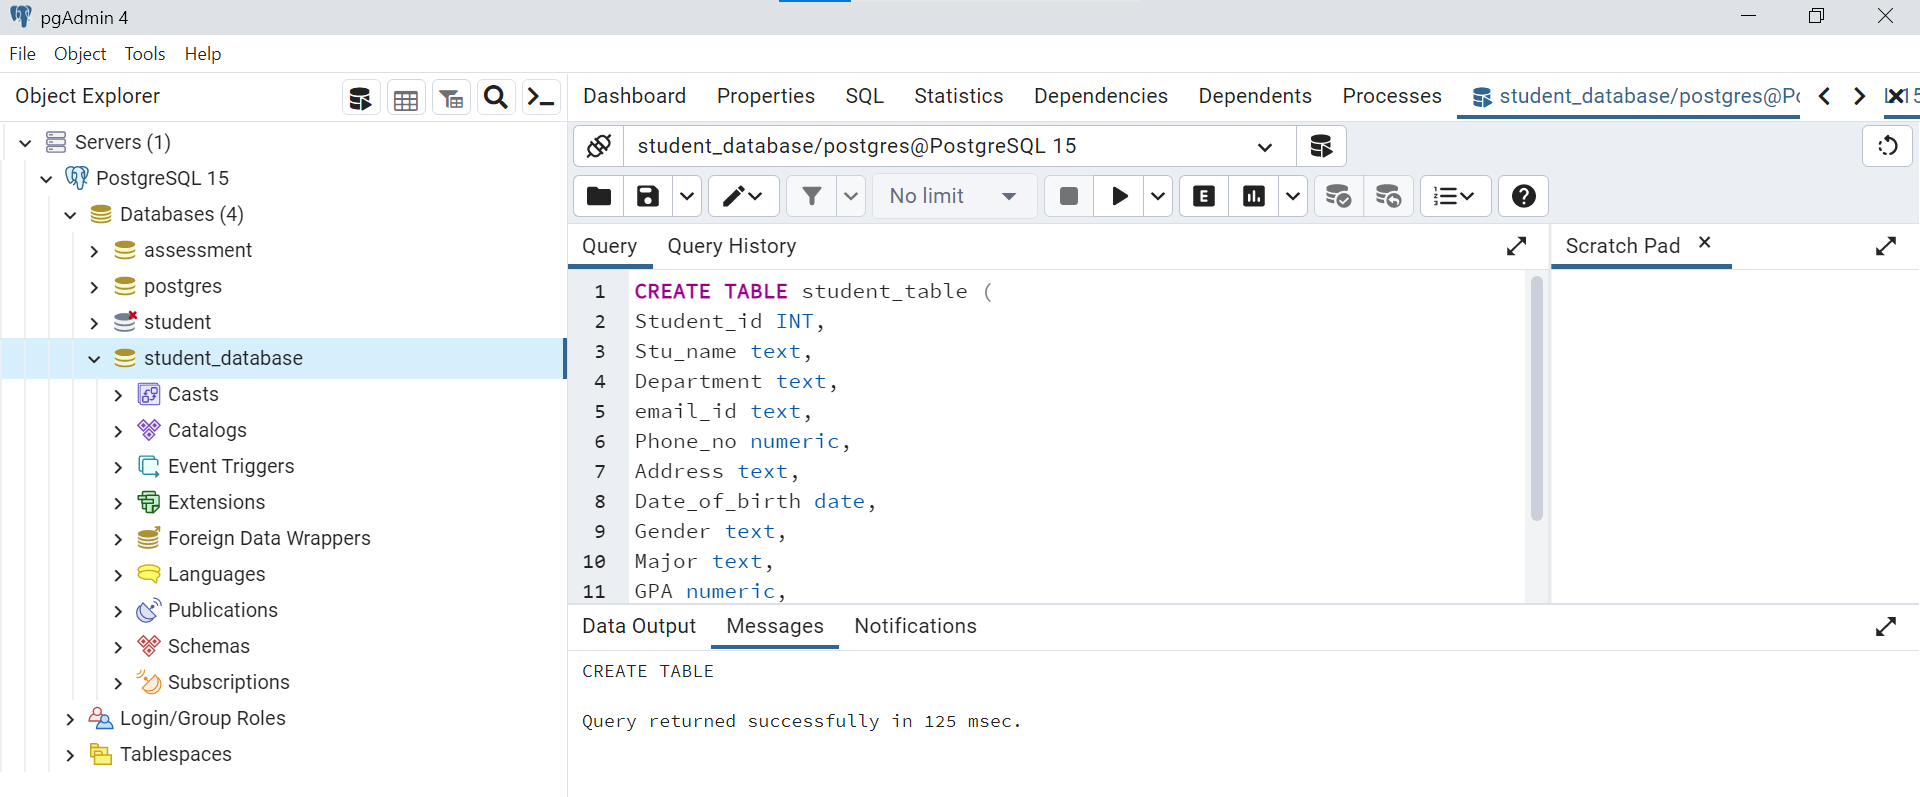 pgAdmin 4
File Object Tools Help
Object Explorer
Servers (1)
PostgreSQL 15
Databases (4)
assessment
postgres
student
student_database
Casts
Catalogs
Event Triggers
Extensions
Foreign Data Wrappers
Languages
Publications
Schemas
Subscriptions
Login/Group Roles
Tablespaces
Dashboard Properties SQL Statistics Dependencies Dependents Processes student_database/postgres@Po
student_database/postgres@PostgreSQL 15
No limit
E
Query Query History
Scratch Pad
1 CREATE TABLE student_table (
2 Student_id INT,
3 Stu_name text,
4 Department text,
5 email_id text,
6 Phone_no numeric,
7 Address text,
8 Date_of_birth date,
9 Gender text,
10 Major text,
11 GPA numeric,
Data Output Messages Notifications
CREATE TABLE
Query returned successfully in 125 msec.